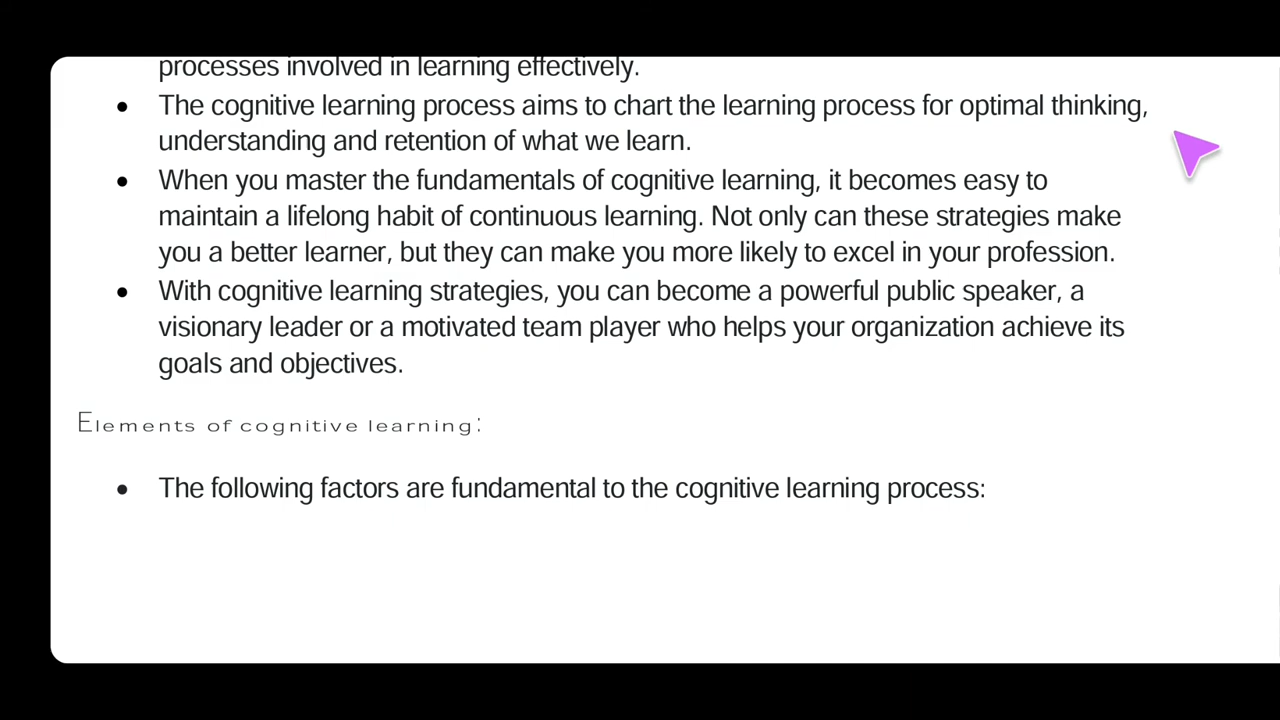 processes involved in learning effectively.
• The cognitive learning process aims to chart the learning process for optimal thinking,
understanding and retention of what we learn.
• When you master the fundamentals of cognitive learning, it becomes easy to
maintain a lifelong habit of continuous learning. Not only can these strategies make
you a better learner, but they can make you more likely to excel in your profession.
• With cognitive learning strategies, you can become a powerful public speaker, a
visionary leader or a motivated team player who helps your organization achieve its
goals and objectives.
Elements of cognitive learning:
• The following factors are fundamental to the cognitive learning process: